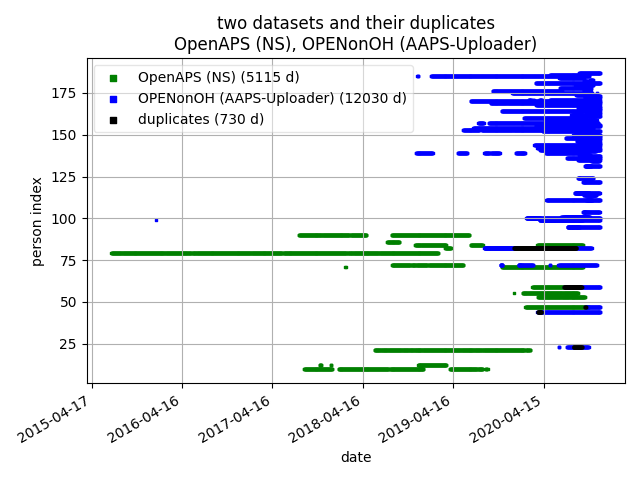 two datasets and their duplicates
OpenAPS (NS), OPENonOH (AAPS-Uploader)
OpenAPS (NS) (5115 d)
OPENonOH (AAPS-Uploader) (12030 d)
duplicates (730 d)
person index
175
150
125
100
75
50
25
2015-04-17
2016-04-16
2017-04-16
2018-04-16
2019-04-16
2020-04-15
date